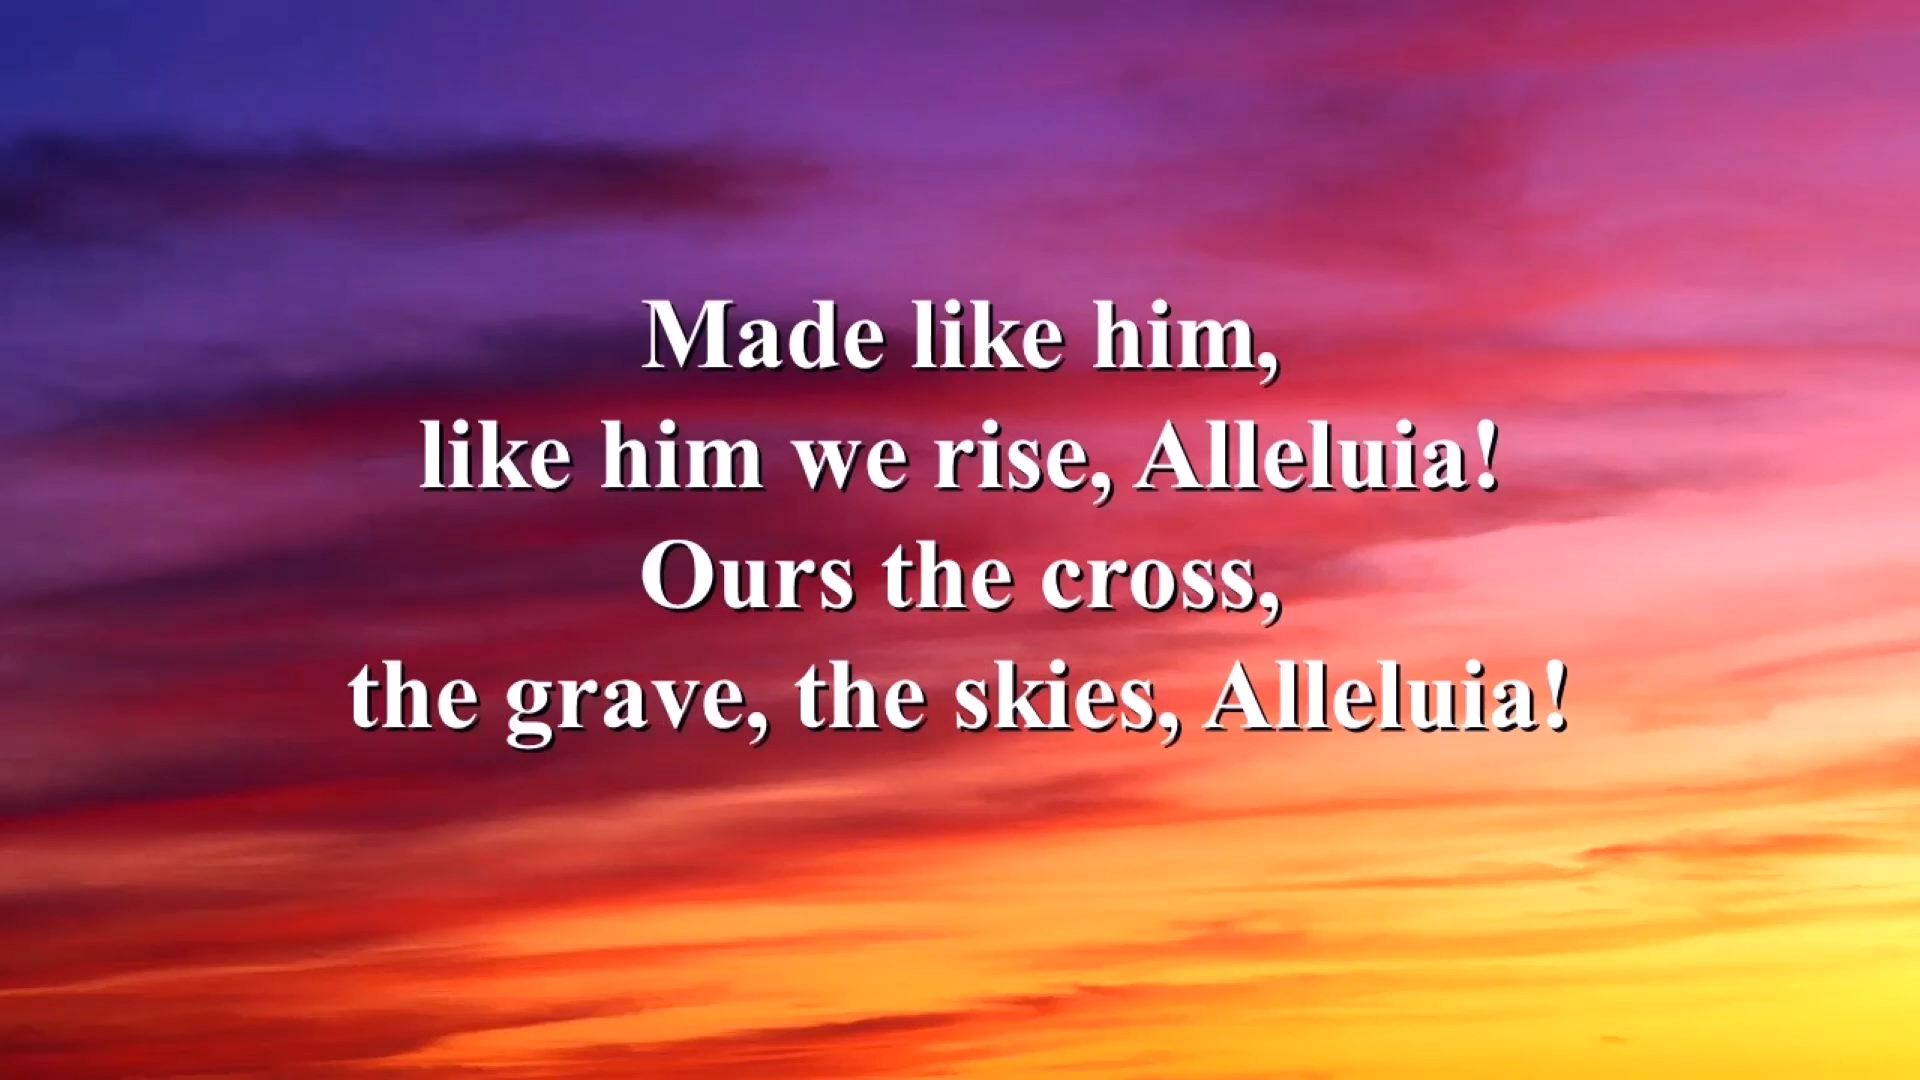 Made like him,
like him we rise, Alleluia!
Ours the cross,
the grave, the skies, Alleluia!